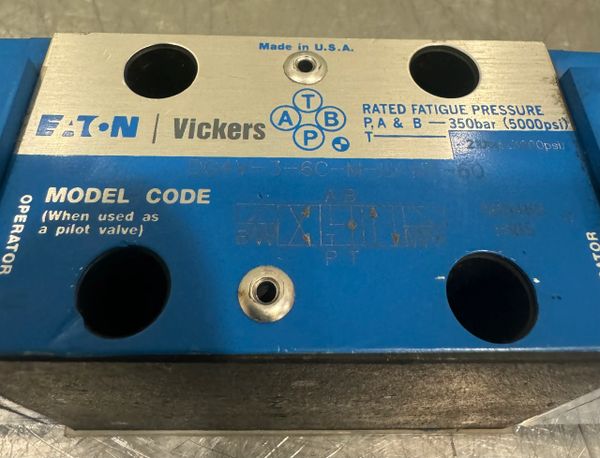 Made in U.S.A.
EATON | Vickers
T
A B
P
RATED FATIGUE PRESSURE
P, A & B — 350bar (5000psi)
T
MODEL CODE
(When used as
a pilot valve)
A B
P T
OPERATOR